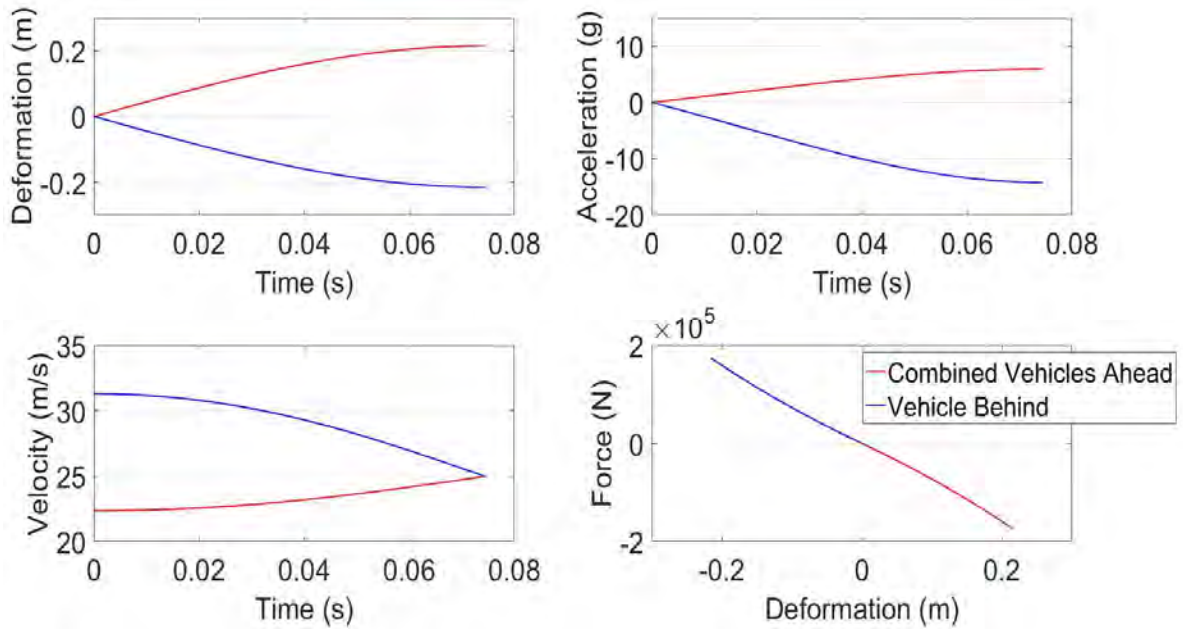 Deformation (m)
0.2
0
-0.2
0 0.02 0.04 0.06 0.08
Time (s)
Acceleration (g)
10
0
-10
-20
0 0.02 0.04 0.06 0.08
Time (s)
Velocity (m/s)
35
30
25
20
0 0.02 0.04 0.06 0.08
Time (s)
×10⁵
Force (N)
2
0
-2
-0.2 0 0.2
Deformation (m)
Combined Vehicles Ahead
Vehicle Behind